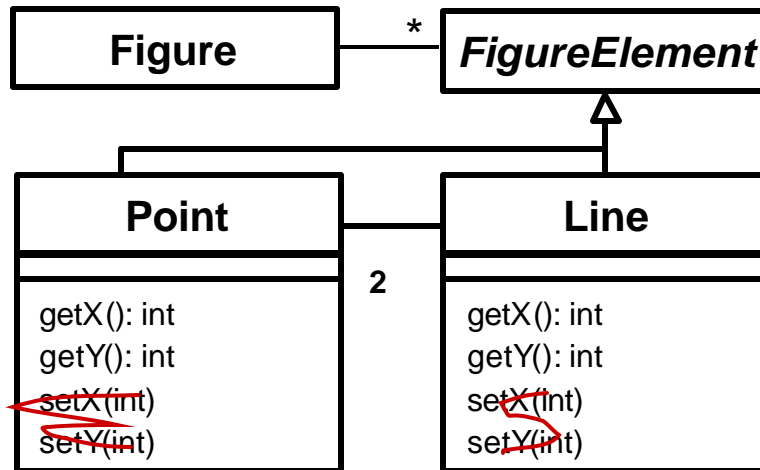 Figure
*
FigureElement
Point
Line
2
getX(): int
getY(): int
setX(int)
setY(int)
getX(): int
getY(): int
setX(int)
setY(int)